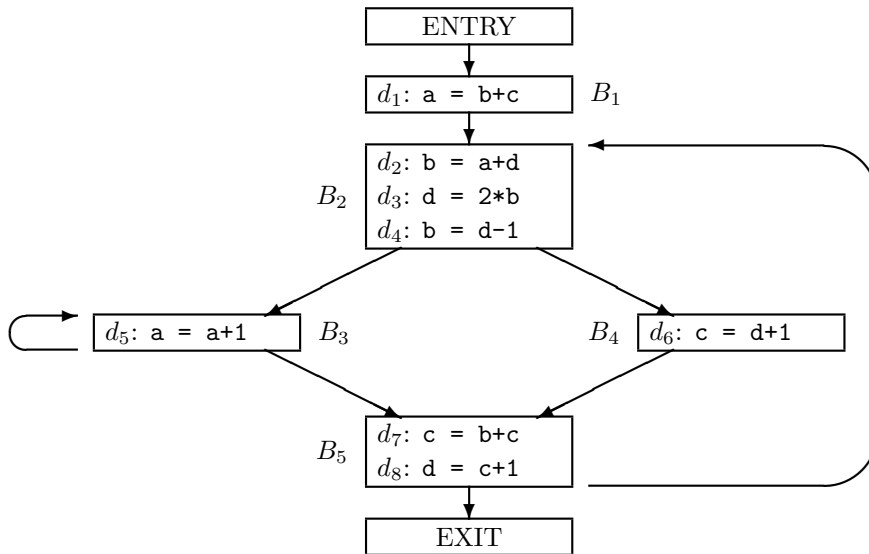 ENTRY
d₁: a = b+c B₁
d₂: b = a+d
B₂ d₃: d = 2*b
d₄: b = d-1
d₅: a = a+1 B₃ B₄ d₆: c = d+1
d₇: c = b+c
B₅
d₈: d = c+1
EXIT